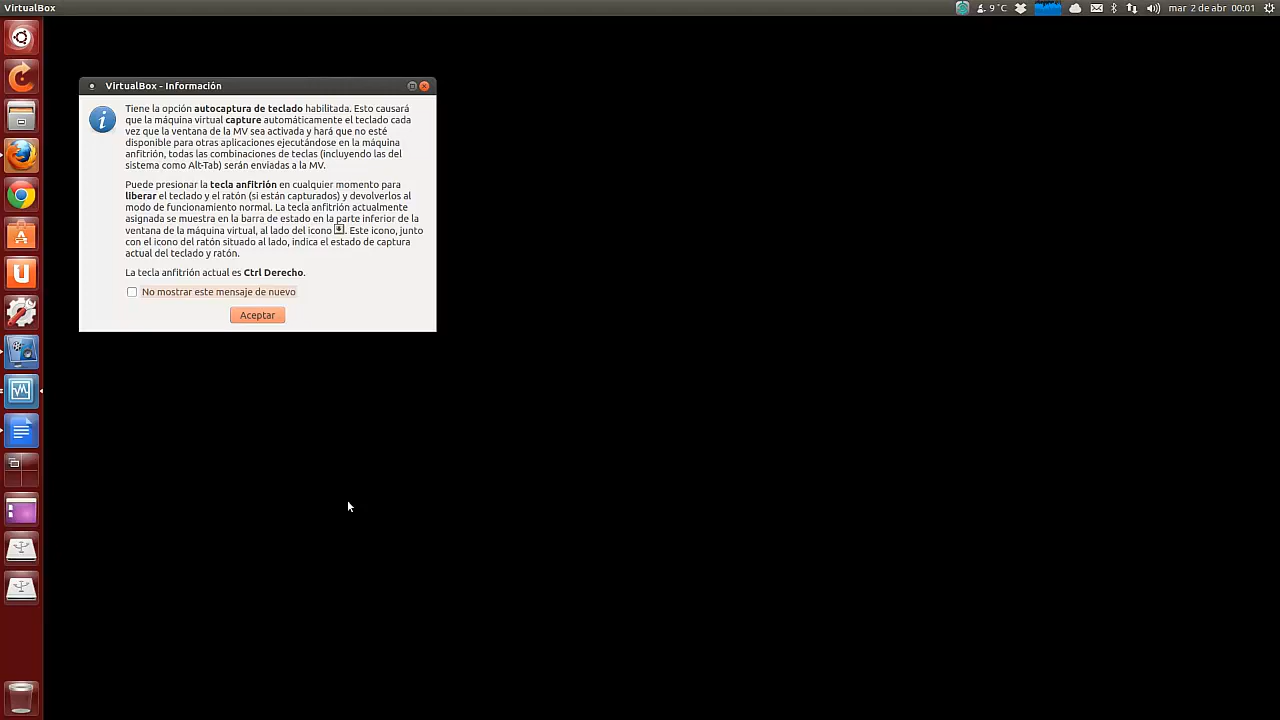 VirtualBox
9 °C
mar 2 de abr 00:01
VirtualBox - Información
Tiene la opción autocaptura de teclado habilitada. Esto causará
que la máquina virtual capture automáticamente el teclado cada
vez que la ventana de la MV sea activada y hará que no esté
disponible para otras aplicaciones ejecutándose en la máquina
anfitrión, todas las combinaciones de teclas (incluyendo las del
sistema como Alt-Tab) serán enviadas a la MV.
Puede presionar la tecla anfitrión en cualquier momento para
liberar el teclado y el ratón (si están capturados) y devolverlos al
modo de funcionamiento normal. La tecla anfitrión actualmente
asignada se muestra en la barra de estado en la parte inferior de la
ventana de la máquina virtual, al lado del icono . Este icono, junto
con el icono del ratón situado al lado, indica el estado de captura
actual del teclado y ratón.
La tecla anfitrión actual es Ctrl Derecho.
No mostrar este mensaje de nuevo
Aceptar